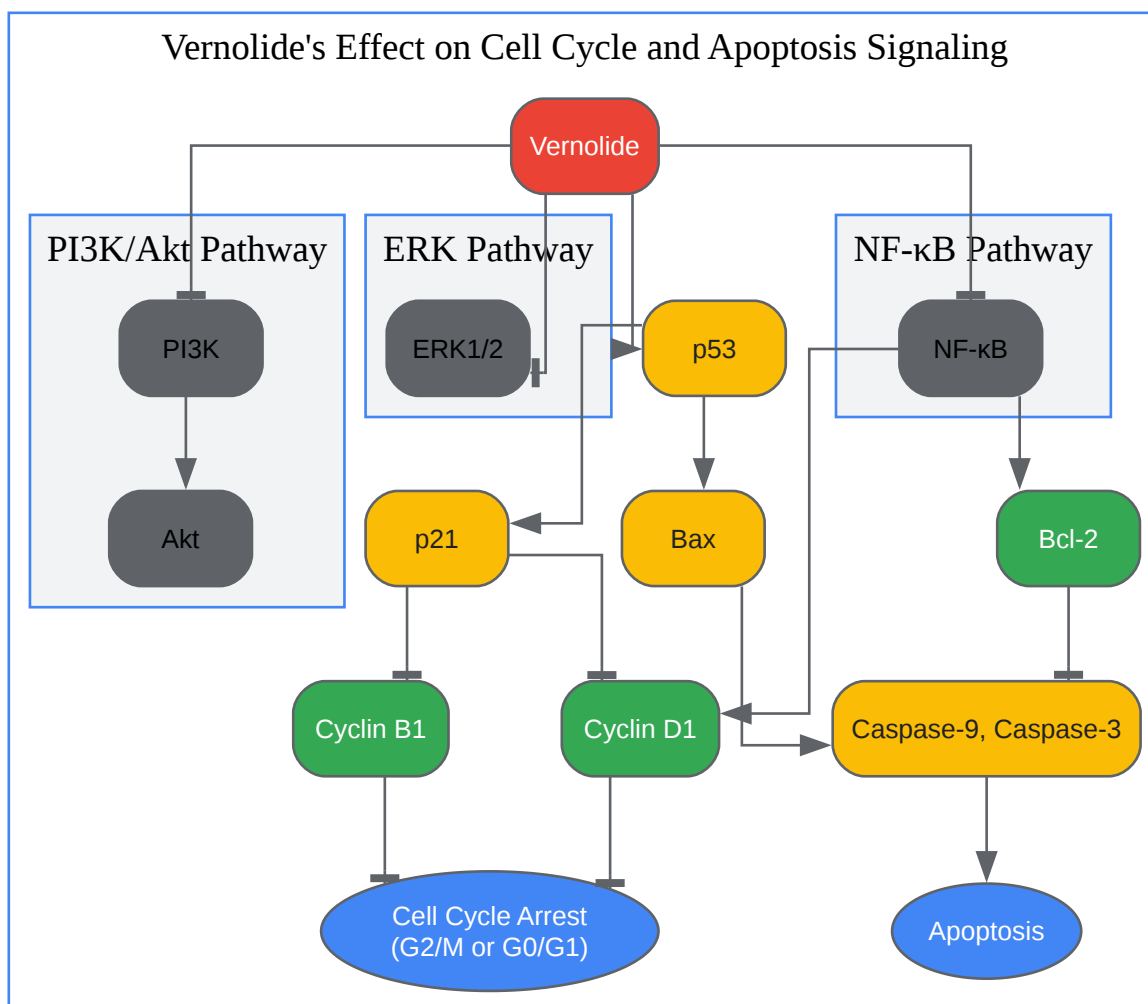 Vernolide's Effect on Cell Cycle and Apoptosis Signaling
Vernolide
PI3K/Akt Pathway
ERK Pathway
NF-κB Pathway
PI3K
ERK1/2
p53
NF-κB
Akt
p21
Bax
Bcl-2
Cyclin B1
Cyclin D1
Caspase-9, Caspase-3
Cell Cycle Arrest
(G2/M or G0/G1)
Apoptosis